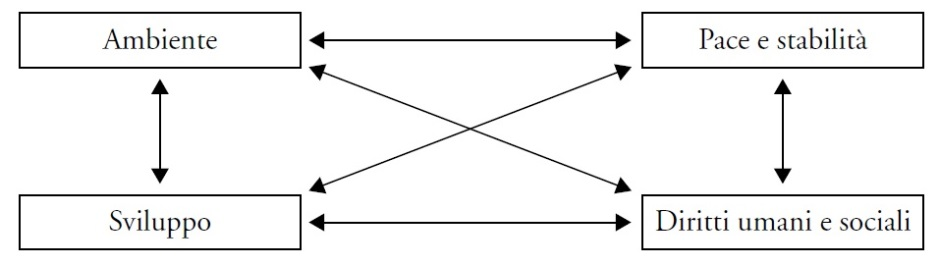 Ambiente
Pace e stabilità
Sviluppo
Diritti umani e sociali